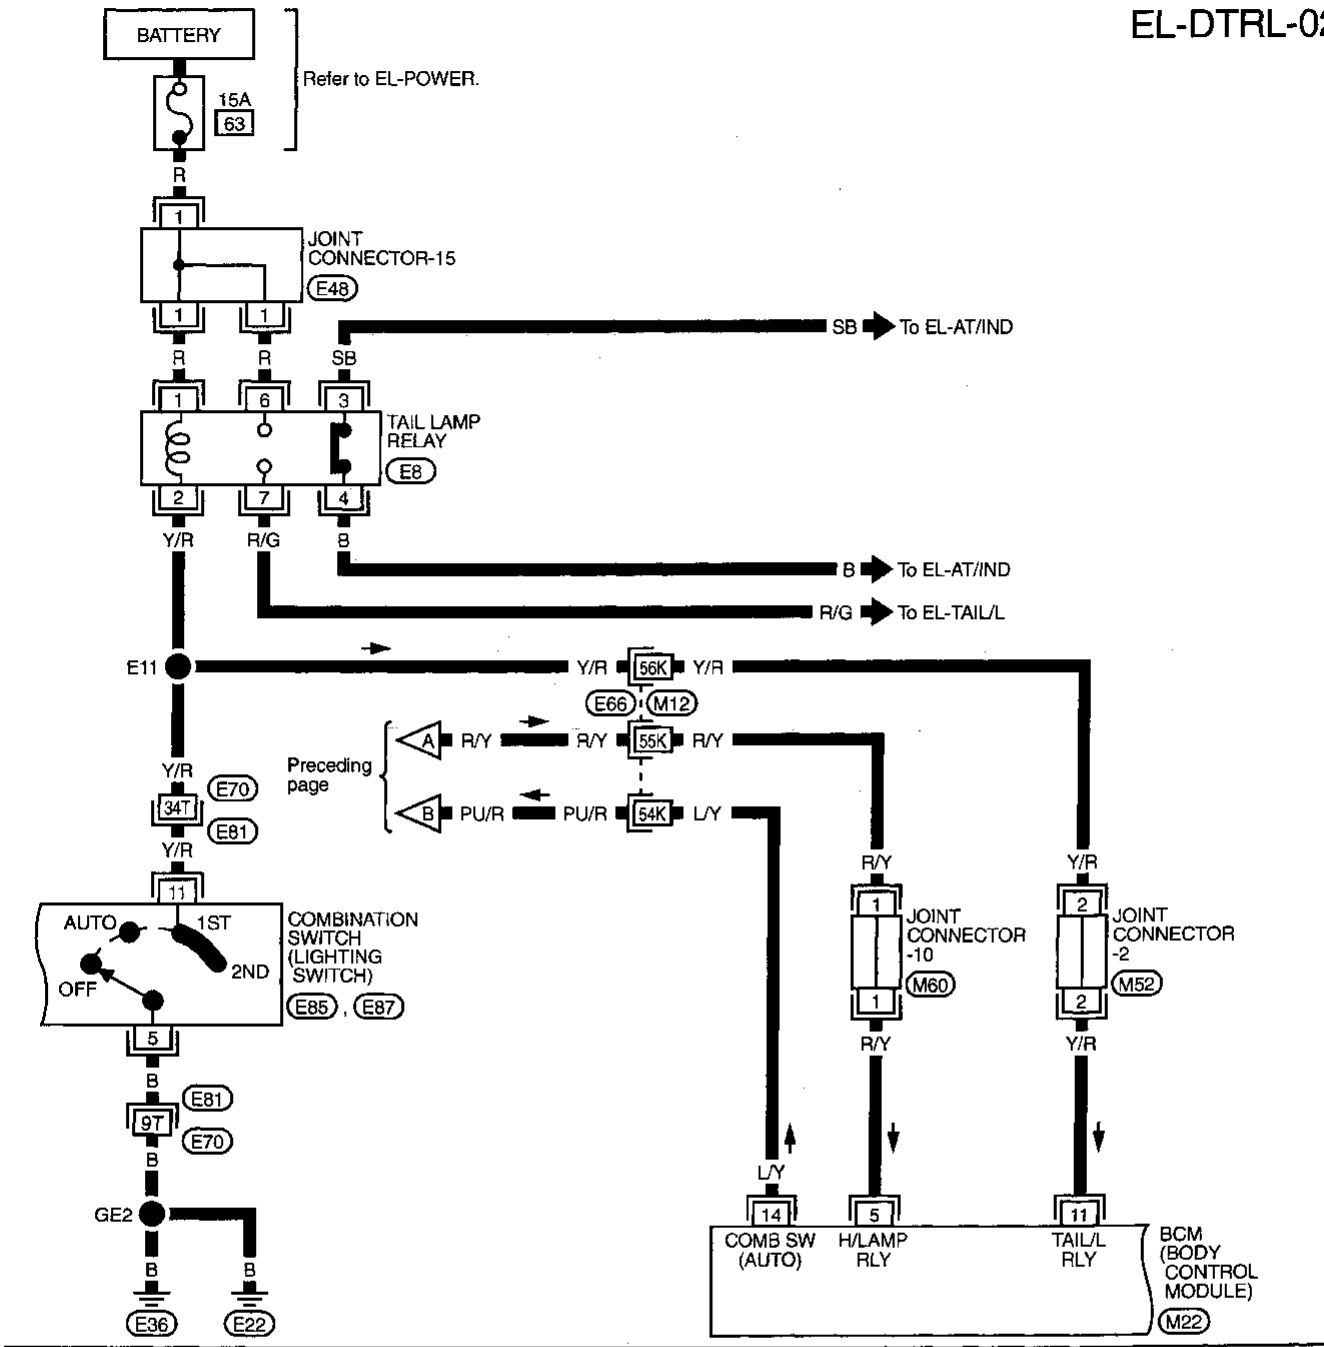 EL-DTRL-02
BATTERY
Refer to EL-POWER.
15A
63
R
1
JOINT
CONNECTOR-15
E48
1 1
R R SB
SB To EL-AT/IND
1 6 3
TAIL LAMP
RELAY
E8
2 7 4
Y/R R/G B
B To EL-AT/IND
R/G To EL-TAIL/L
E11 Y/R 56K Y/R
E66 M12
A R/Y R/Y 55K R/Y
Preceding
page
B PU/R PU/R 54K L/Y
Y/R
E70
34T
E81
Y/R
R/Y Y/R
11
1 2
AUTO 1ST
OFF 2ND
COMBINATION
SWITCH
(LIGHTING
SWITCH)
E85 , E87
JOINT
CONNECTOR
-10
M60
JOINT
CONNECTOR
-2
M52
1 2
R/Y Y/R
5
B
E81
9T
E70
B
GE2
B B
E36 E22
L/Y
14 5 11
COMB SW
(AUTO)
H/LAMP
RLY
TAIL/L
RLY
BCM
(BODY
CONTROL
MODULE)
M22